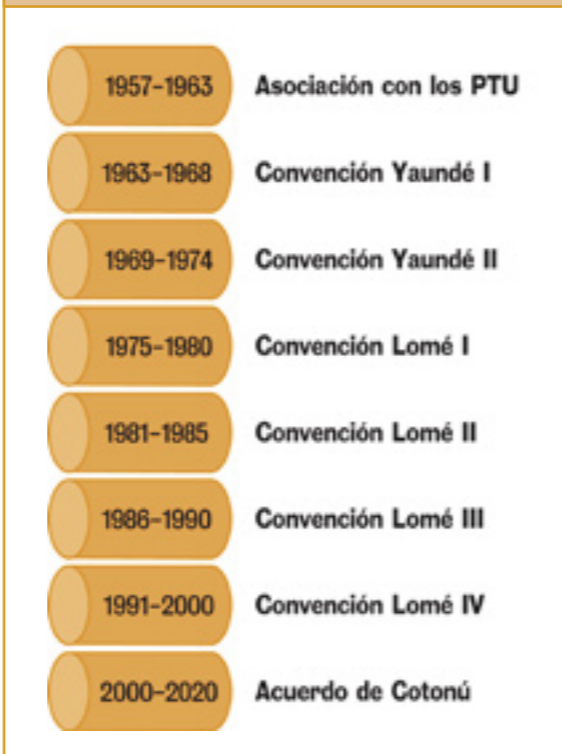 1957-1963 Asociación con los PTU
1963-1968 Convención Yaundé I
1969-1974 Convención Yaundé II
1975-1980 Convención Lomé I
1981-1985 Convención Lomé II
1986-1990 Convención Lomé III
1991-2000 Convención Lomé IV
2000-2020 Acuerdo de Cotonú